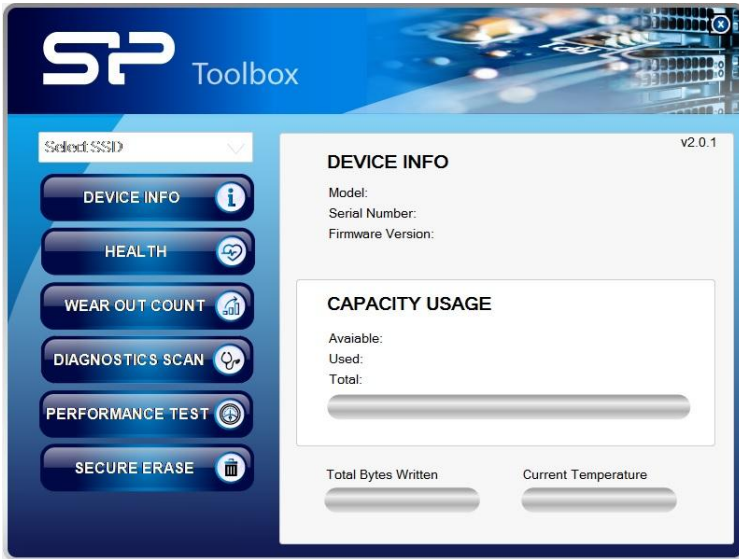 SP Toolbox
Select SSD
DEVICE INFO
HEALTH
WEAR OUT COUNT
DIAGNOSTICS SCAN
PERFORMANCE TEST
SECURE ERASE
v2.0.1
DEVICE INFO
Model:
Serial Number:
Firmware Version:
CAPACITY USAGE
Avaiable:
Used:
Total:
Total Bytes Written
Current Temperature